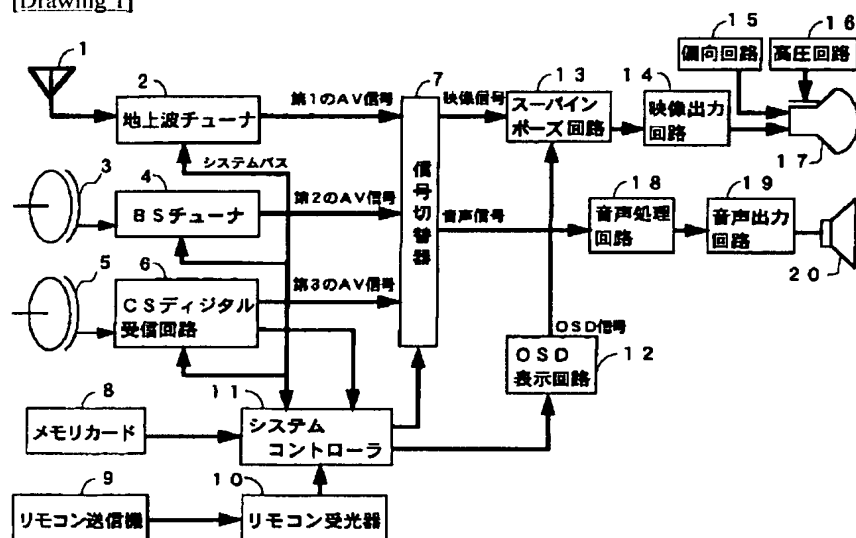 [Drawing 1]
1
2
地上波チューナ
第1のAV信号
システムバス
3
4
BSチューナ
第2のAV信号
5
6
CSディジタル
受信回路
第3のAV信号
7
信号切替器
映像信号
音声信号
8
メモリカード
9
リモコン送信機
10
リモコン受光器
11
システム
コントローラ
12
OSD
表示回路
OSD信号
13
スーパイン
ポーズ回路
14
映像出力
回路
15
偏向回路
16
高圧回路
17
18
音声処理
回路
19
音声出力
回路
20